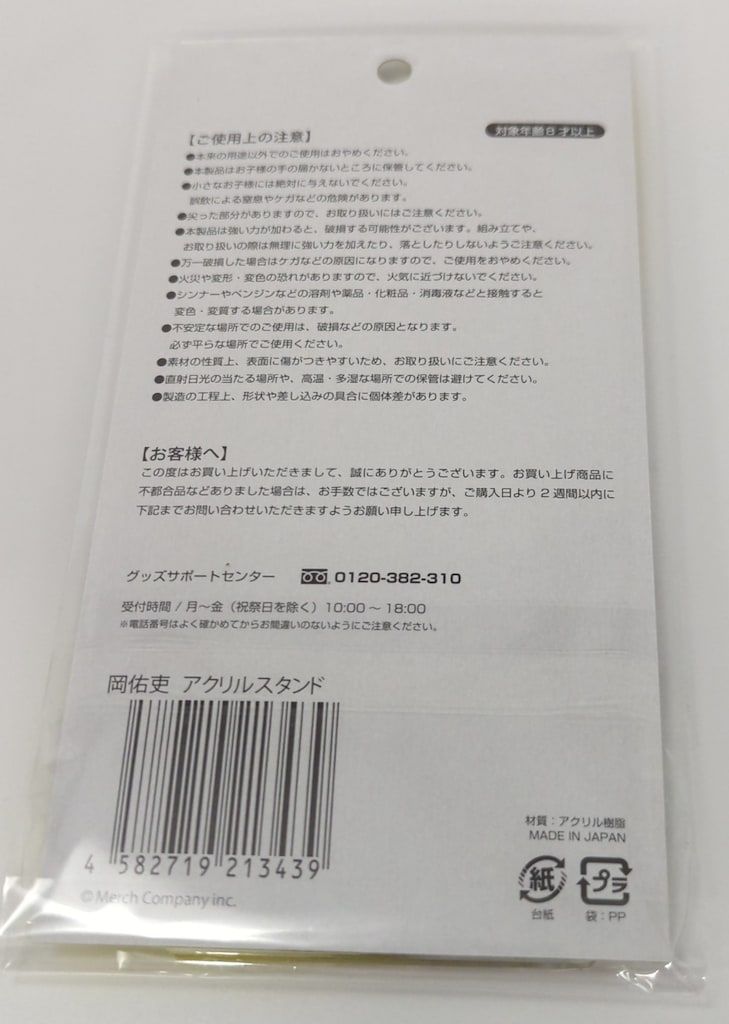 対象年齢8才以上
【ご使用上の注意】
●本来の用途以外でのご使用はおやめください。
●本製品はお子様の手の届かないところに保管してください。
●小さなお子様には絶対に与えないでください。
誤飲による窒息やケガなどの危険があります。
●尖った部分がありますので、お取り扱いにはご注意ください。
●本製品は強い力が加わると、破損する可能性がございます。組み立てや、
お取り扱いの際は無理に強い力を加えたり、落としたりしないようご注意ください。
●万一破損した場合はケガなどの原因になりますので、ご使用をおやめください。
●火災や変形・変色の恐れがありますので、火気に近づけないでください。
●シンナーやベンジンなどの溶剤や薬品・化粧品・消毒液などと接触すると
変色・変質する場合があります。
●不安定な場所でのご使用は、破損などの原因となります。
必ず平らな場所でご使用ください。
●素材の性質上、表面に傷がつきやすいため、お取り扱いにご注意ください。
●直射日光の当たる場所や、高温・多湿な場所での保管は避けてください。
●製造の工程上、形状や差し込みの具合に個体差があります。
【お客様へ】
この度はお買い上げいただきまして、誠にありがとうございます。お買い上げ商品に
不都合品などありました場合は、お手数ではございますが、ご購入日より2週間以内に
下記までお問い合わせいただきますようお願い申し上げます。
グッズサポートセンター 0120-382-310
受付時間 / 月～金（祝祭日を除く）10:00 ～ 18:00
※電話番号はよく確かめてからお間違いのないようにご注意ください。
岡佑吏 アクリルスタンド
4 582719 213439
©Merch Company inc.
材質：アクリル樹脂
MADE IN JAPAN
紙 プラ
台紙 袋：PP